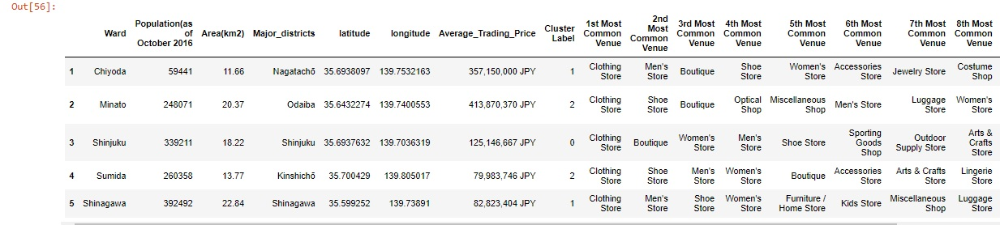 Out[56]:
Ward Population(as of October 2016 Area(km2) Major_districts latitude longitude Average_Trading_Price Cluster Label 1st Most Common Venue 2nd Most Common Venue 3rd Most Common Venue 4th Most Common Venue 5th Most Common Venue 6th Most Common Venue 7th Most Common Venue 8th Most Common Venue
1 Chiyoda 59441 11.66 Nagatachō 35.6938097 139.7532163 357,150,000 JPY 1 Clothing Store Men's Store Boutique Shoe Store Women's Store Accessories Store Jewelry Store Costume Shop
2 Minato 248071 20.37 Odaiba 35.6432274 139.7400553 413,870,370 JPY 2 Clothing Store Shoe Store Boutique Optical Shop Miscellaneous Shop Men's Store Luggage Store Women's Store
3 Shinjuku 339211 18.22 Shinjuku 35.6937632 139.7036319 125,146,667 JPY 0 Clothing Store Boutique Women's Store Men's Store Shoe Store Sporting Goods Shop Outdoor Supply Store Arts & Crafts Store
4 Sumida 260358 13.77 Kinshichō 35.700429 139.805017 79,983,746 JPY 2 Clothing Store Shoe Store Men's Store Women's Store Boutique Accessories Store Arts & Crafts Store Lingerie Store
5 Shinagawa 392492 22.84 Shinagawa 35.599252 139.73891 82,823,404 JPY 1 Clothing Store Men's Store Shoe Store Women's Store Furniture / Home Store Kids Store Miscellaneous Shop Luggage Store